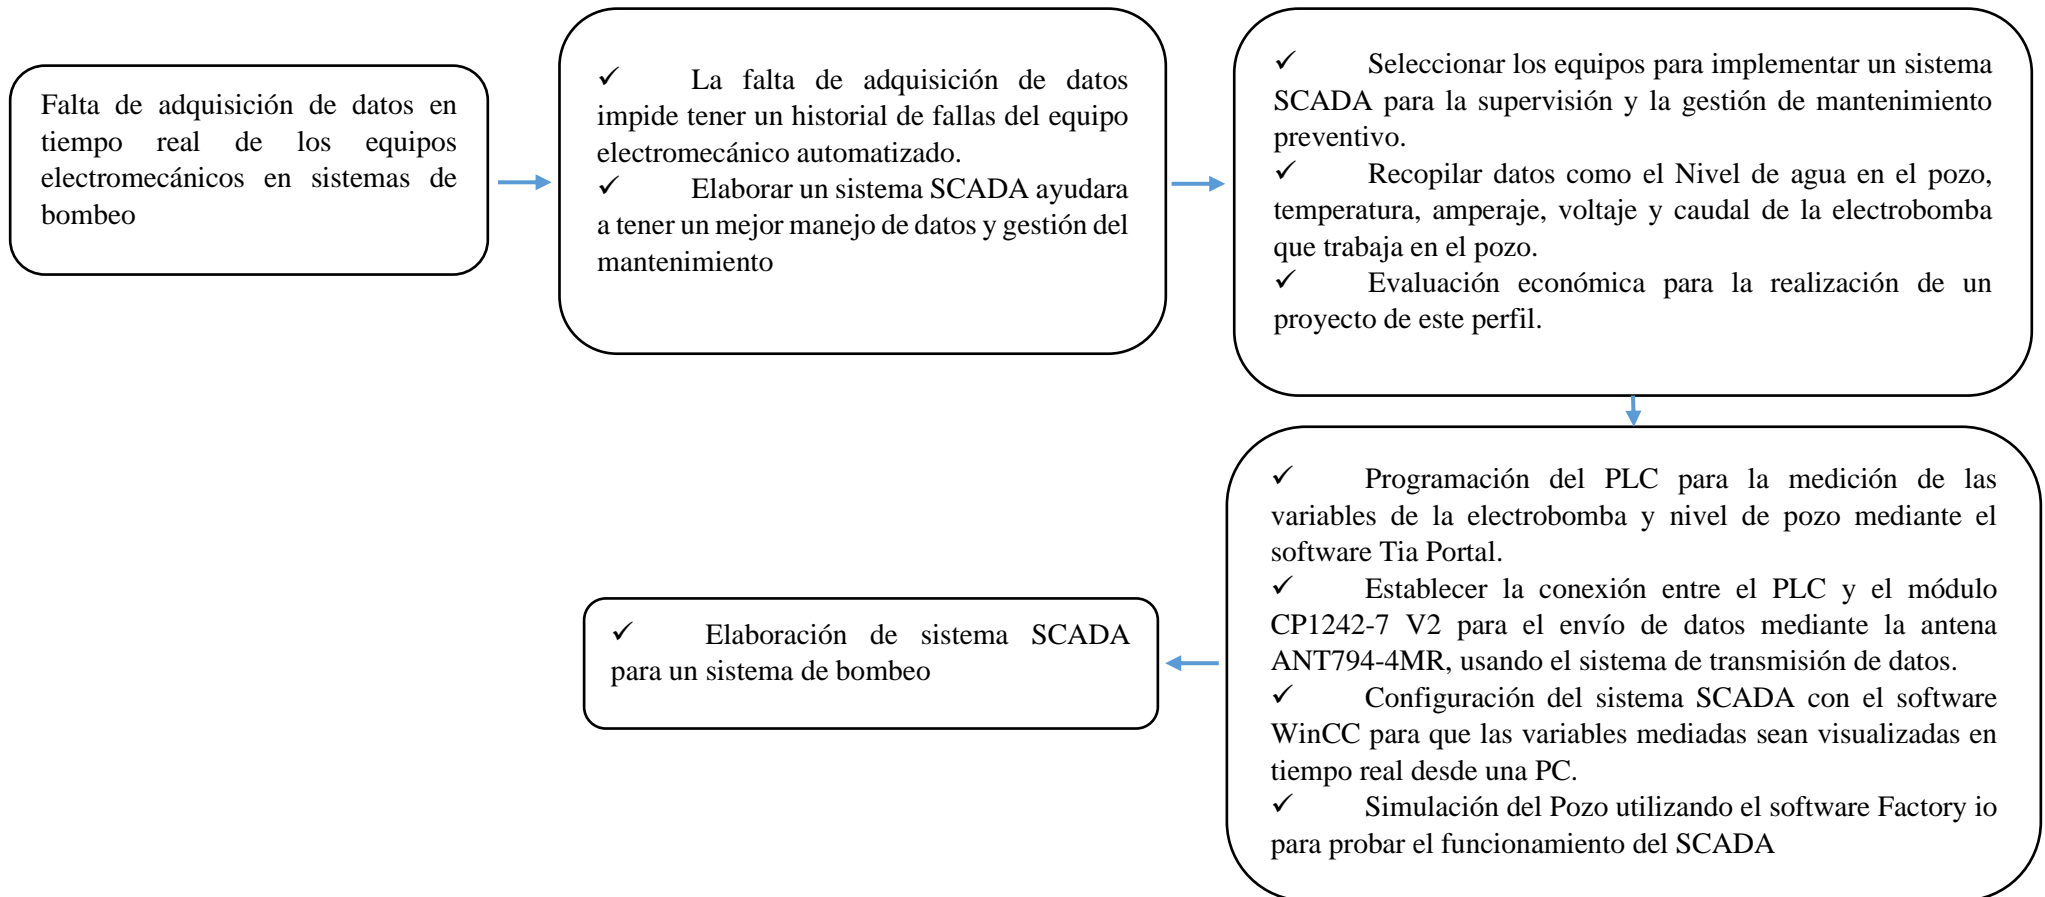 Falta de adquisición de datos en
tiempo real de los equipos
electromecánicos en sistemas de
bombeo
✓ La falta de adquisición de datos
impide tener un historial de fallas del equipo
electromecánico automatizado.
✓ Elaborar un sistema SCADA ayudara
a tener un mejor manejo de datos y gestión del
mantenimiento
✓ Seleccionar los equipos para implementar un sistema
SCADA para la supervisión y la gestión de mantenimiento
preventivo.
✓ Recopilar datos como el Nivel de agua en el pozo,
temperatura, amperaje, voltaje y caudal de la electrobomba
que trabaja en el pozo.
✓ Evaluación económica para la realización de un
proyecto de este perfil.
✓ Programación del PLC para la medición de las
variables de la electrobomba y nivel de pozo mediante el
software Tia Portal.
✓ Establecer la conexión entre el PLC y el módulo
CP1242-7 V2 para el envío de datos mediante la antena
ANT794-4MR, usando el sistema de transmisión de datos.
✓ Configuración del sistema SCADA con el software
WinCC para que las variables mediadas sean visualizadas en
tiempo real desde una PC.
✓ Simulación del Pozo utilizando el software Factory io
para probar el funcionamiento del SCADA
✓ Elaboración de sistema SCADA
para un sistema de bombeo